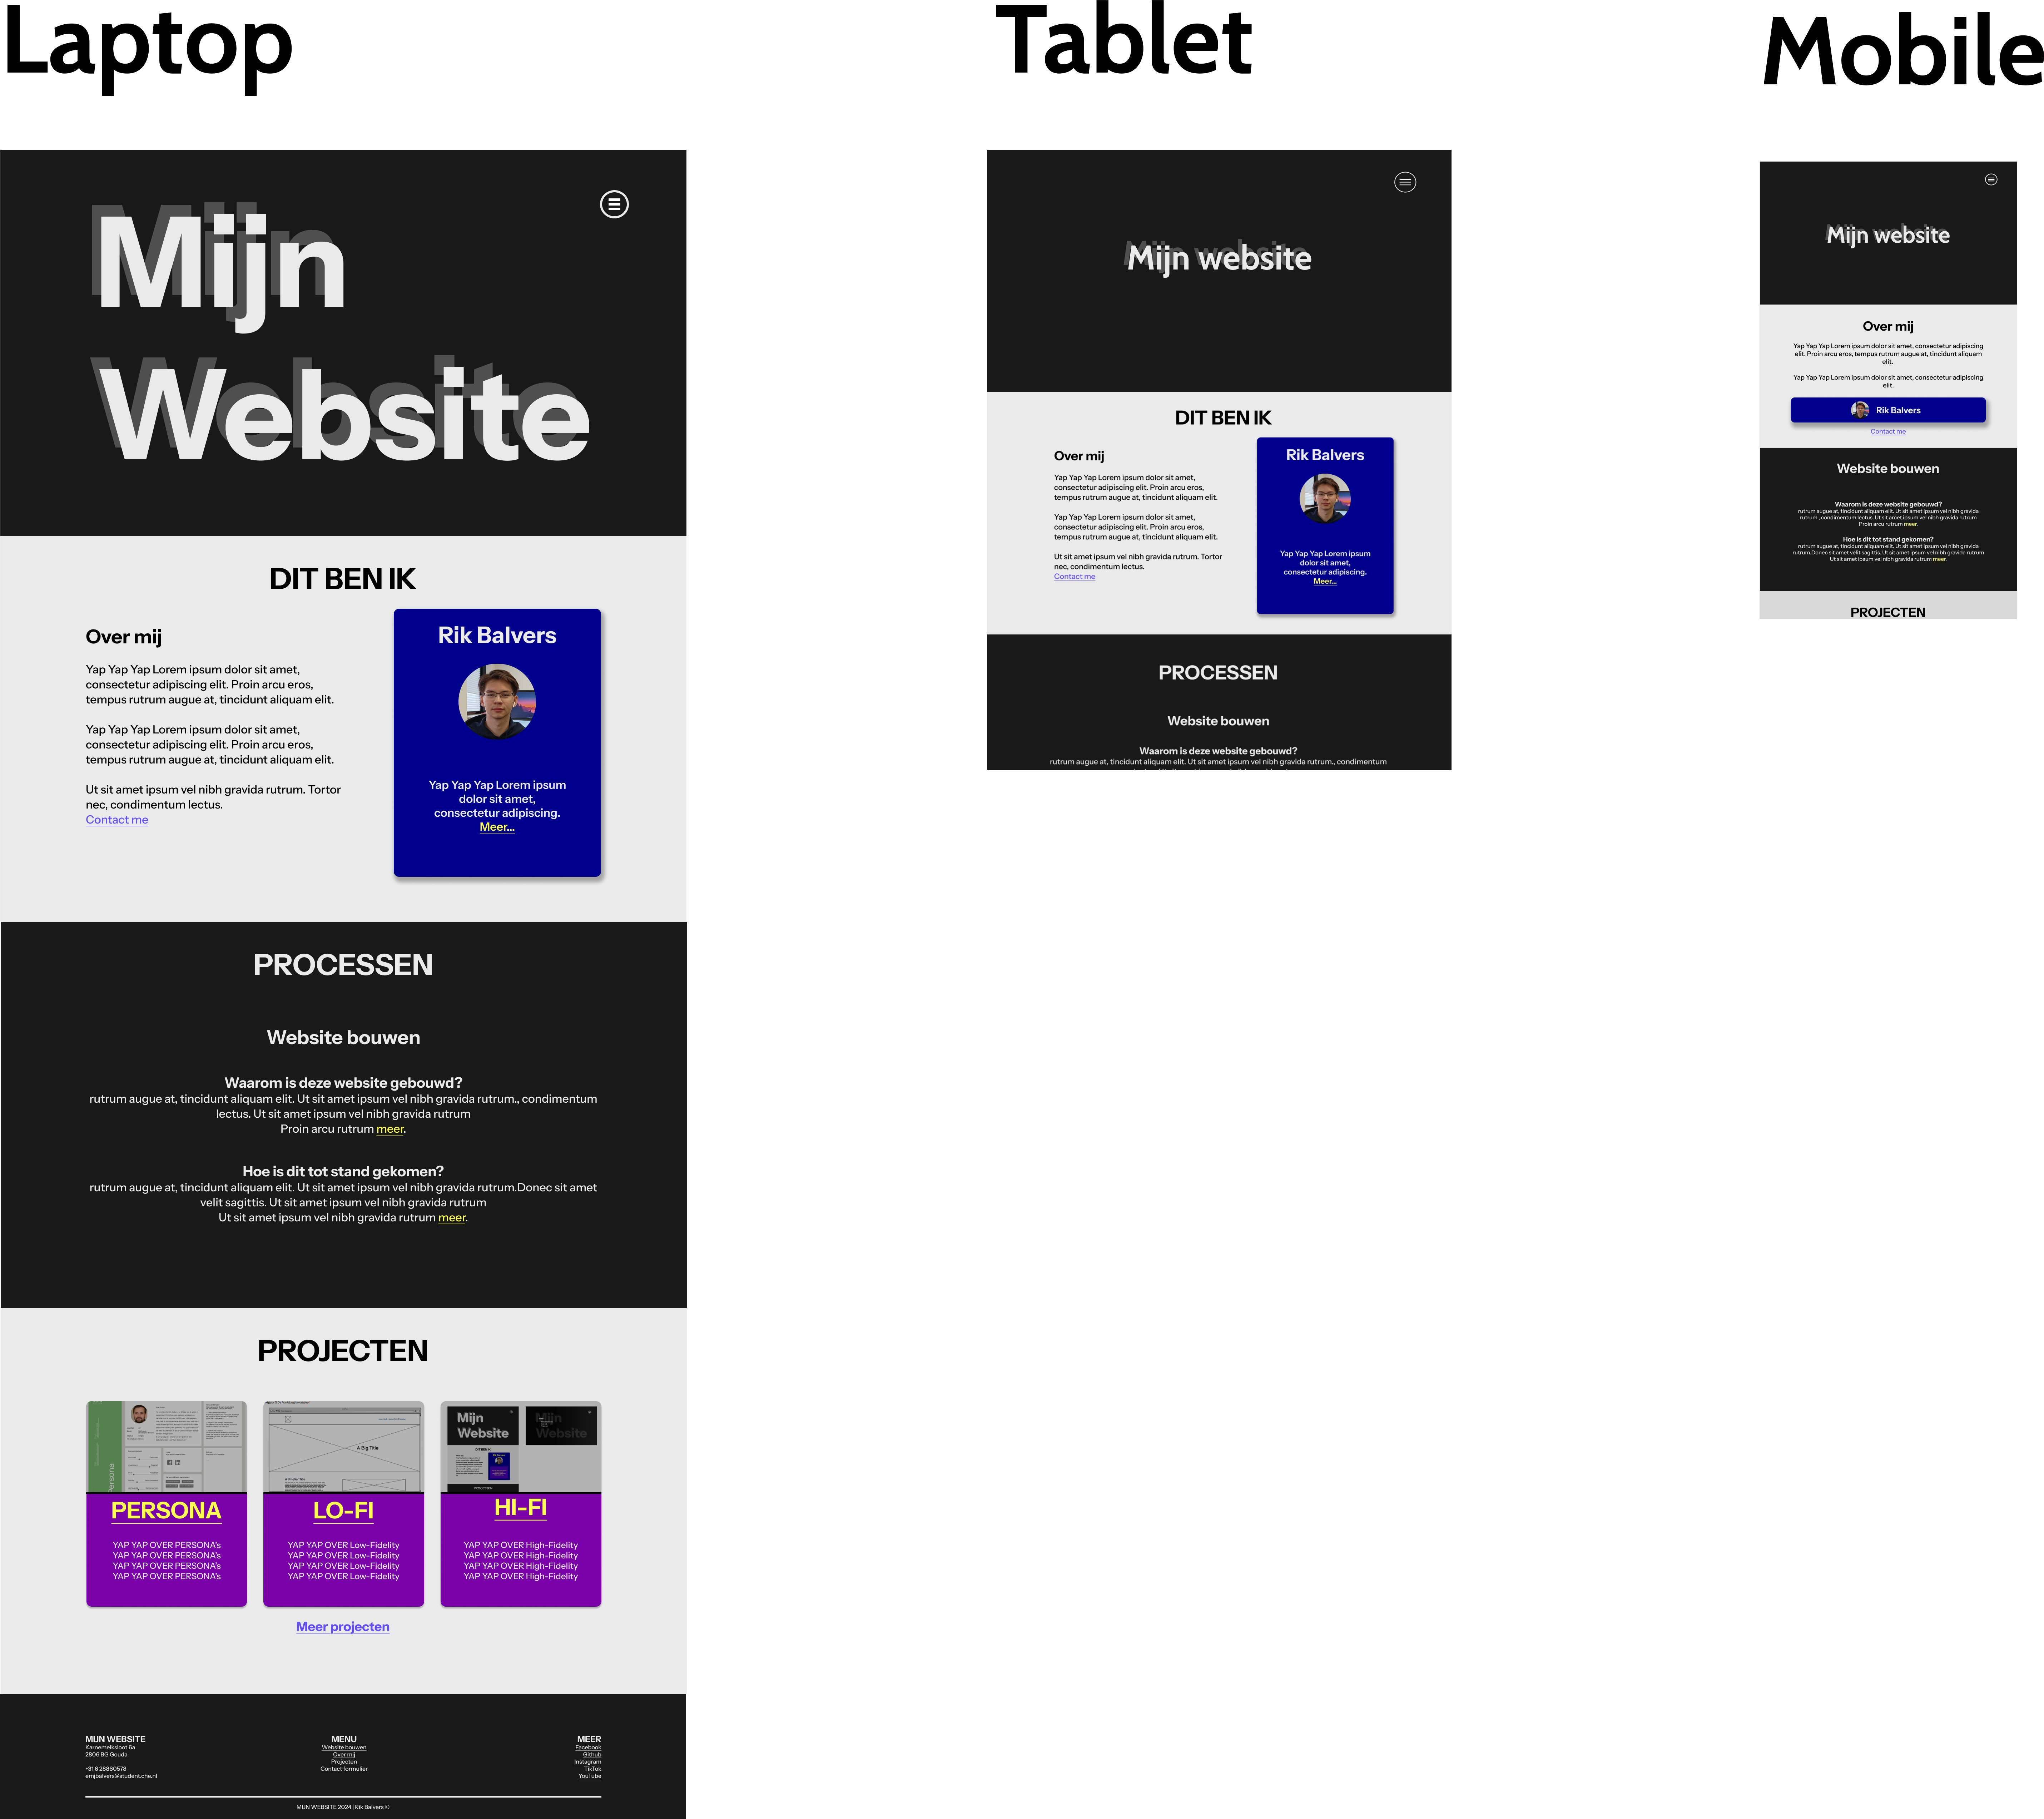 Laptop
Mijn
Website
DIT BEN IK
Over mij
Yap Yap Yap Lorem ipsum dolor sit amet,
consectetur adipiscing elit. Proin arcu eros,
tempus rutrum augue at, tincidunt aliquam elit.
Yap Yap Yap Lorem ipsum dolor sit amet,
consectetur adipiscing elit. Proin arcu eros,
tempus rutrum augue at, tincidunt aliquam elit.
Ut sit amet ipsum vel nibh gravida rutrum. Tortor
nec, condimentum lectus.
Contact me
Rik Balvers
Yap Yap Yap Lorem ipsum
dolor sit amet,
consectetur adipiscing.
Meer...
PROCESSEN
Website bouwen
Waarom is deze website gebouwd?
rutrum augue at, tincidunt aliquam elit. Ut sit amet ipsum vel nibh gravida rutrum., condimentum
lectus. Ut sit amet ipsum vel nibh gravida rutrum
Proin arcu rutrum meer.
Hoe is dit tot stand gekomen?
rutrum augue at, tincidunt aliquam elit. Ut sit amet ipsum vel nibh gravida rutrum.Donec sit amet
velit sagittis. Ut sit amet ipsum vel nibh gravida rutrum
Ut sit amet ipsum vel nibh gravida rutrum meer.
PROJECTEN
Persona
PERSONA
YAP YAP OVER PERSONA's
YAP YAP OVER PERSONA's
YAP YAP OVER PERSONA's
YAP YAP OVER PERSONA's
A Big Title
LO-FI
YAP YAP OVER Low-Fidelity
YAP YAP OVER Low-Fidelity
YAP YAP OVER Low-Fidelity
YAP YAP OVER Low-Fidelity
Mijn
Website
Mijn
Website
DIT BEN IK
PROCESSEN
HI-FI
YAP YAP OVER High-Fidelity
YAP YAP OVER High-Fidelity
YAP YAP OVER High-Fidelity
YAP YAP OVER High-Fidelity
Meer projecten
MIJN WEBSITE
Karnemelksloot 6a
2806 BG Gouda
+31 6 28860578
emjbalvers@student.che.nl
MENU
Website bouwen
Over mij
Projecten
Contact formulier
MEER
Facebook
Github
Instagram
TikTok
YouTube
MIJN WEBSITE 2024 | Rik Balvers ©
Tablet
Mijn website
DIT BEN IK
Over mij
Yap Yap Yap Lorem ipsum dolor sit amet,
consectetur adipiscing elit. Proin arcu eros,
tempus rutrum augue at, tincidunt aliquam elit.
Yap Yap Yap Lorem ipsum dolor sit amet,
consectetur adipiscing elit. Proin arcu eros,
tempus rutrum augue at, tincidunt aliquam elit.
Ut sit amet ipsum vel nibh gravida rutrum. Tortor
nec, condimentum lectus.
Contact me
Rik Balvers
Yap Yap Yap Lorem ipsum
dolor sit amet,
consectetur adipiscing.
Meer...
PROCESSEN
Website bouwen
Waarom is deze website gebouwd?
rutrum augue at, tincidunt aliquam elit. Ut sit amet ipsum vel nibh gravida rutrum., condimentum
Mobile
Mijn website
Over mij
Yap Yap Yap Lorem ipsum dolor sit amet, consectetur adipiscing
elit. Proin arcu eros, tempus rutrum augue at, tincidunt aliquam
elit.
Yap Yap Yap Lorem ipsum dolor sit amet, consectetur adipiscing
elit.
Rik Balvers
Contact me
Website bouwen
Waarom is deze website gebouwd?
rutrum augue at, tincidunt aliquam elit. Ut sit amet ipsum vel nibh gravida
rutrum., condimentum lectus. Ut sit amet ipsum vel nibh gravida rutrum
Proin arcu rutrum meer.
Hoe is dit tot stand gekomen?
rutrum augue at, tincidunt aliquam elit. Ut sit amet ipsum vel nibh gravida
rutrum.Donec sit amet velit sagittis. Ut sit amet ipsum vel nibh gravida rutrum
Ut sit amet ipsum vel nibh gravida rutrum meer.
PROJECTEN